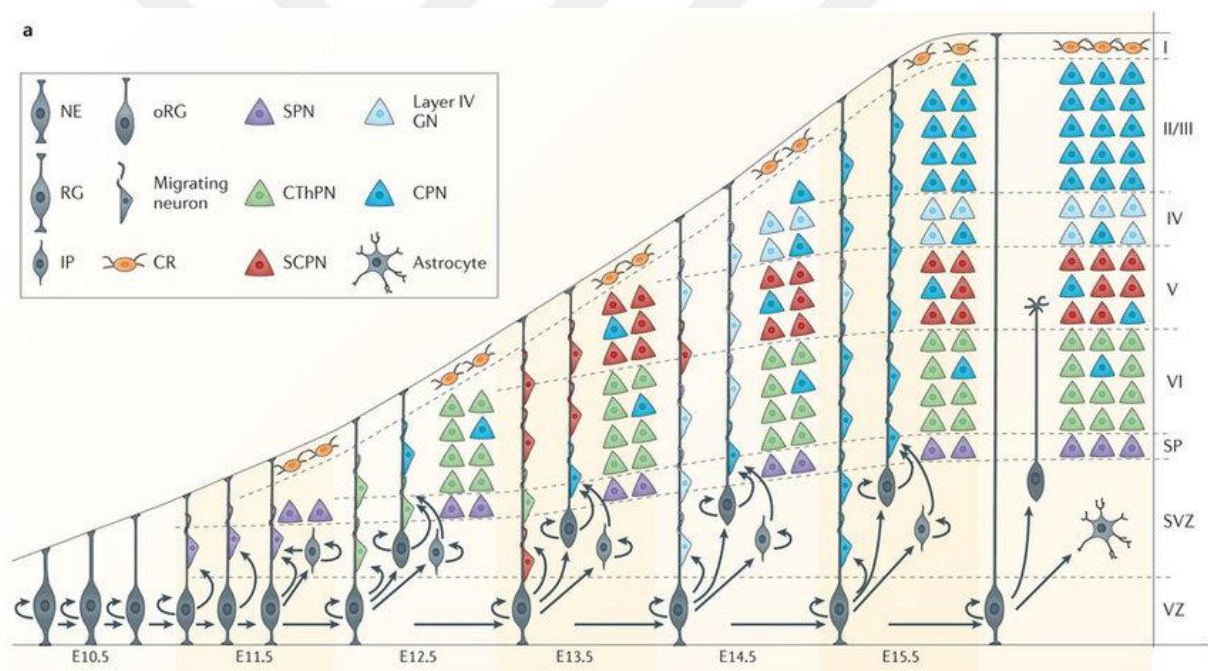 a
NE
oRG
SPN
Layer IV
GN
RG
Migrating
neuron
CThPN
CPN
IP
CR
SCPN
Astrocyte
I
II/III
IV
V
VI
SP
SVZ
VZ
E10.5 E11.5 E12.5 E13.5 E14.5 E15.5